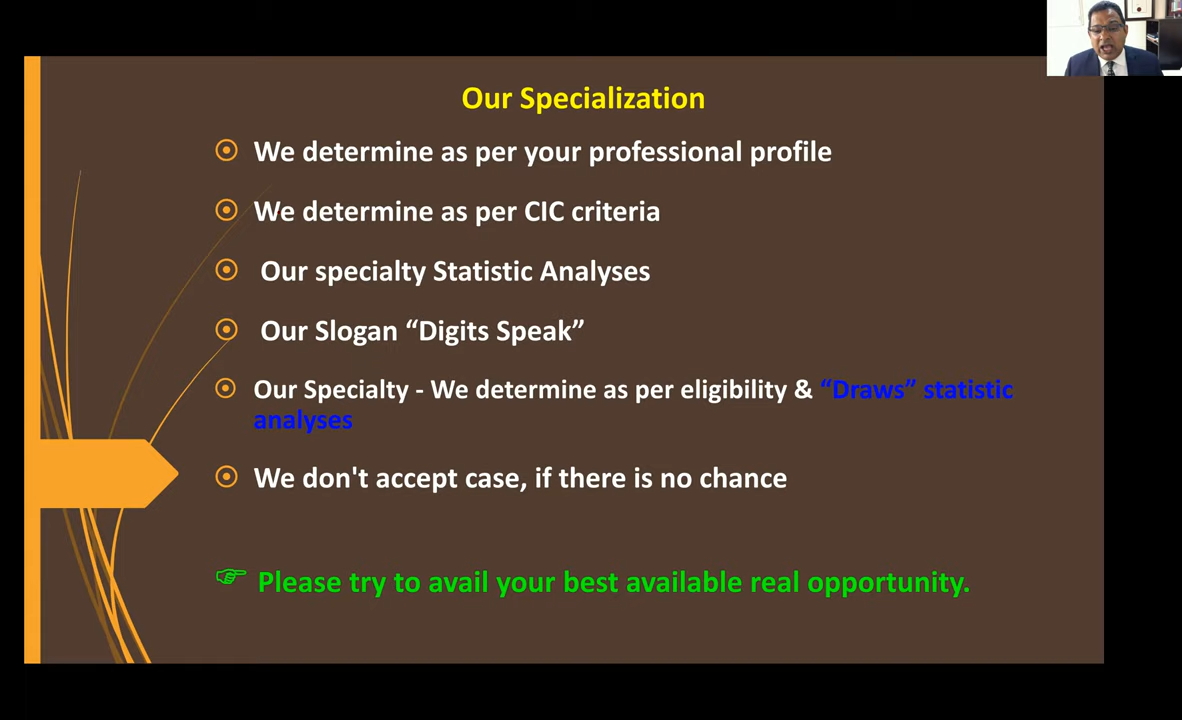 Our Specialization
We determine as per your professional profile
We determine as per CIC criteria
Our specialty Statistic Analyses
Our Slogan “Digits Speak”
Our Specialty - We determine as per eligibility & “Draws” statistic
analyses
We don't accept case, if there is no chance
Please try to avail your best available real opportunity.